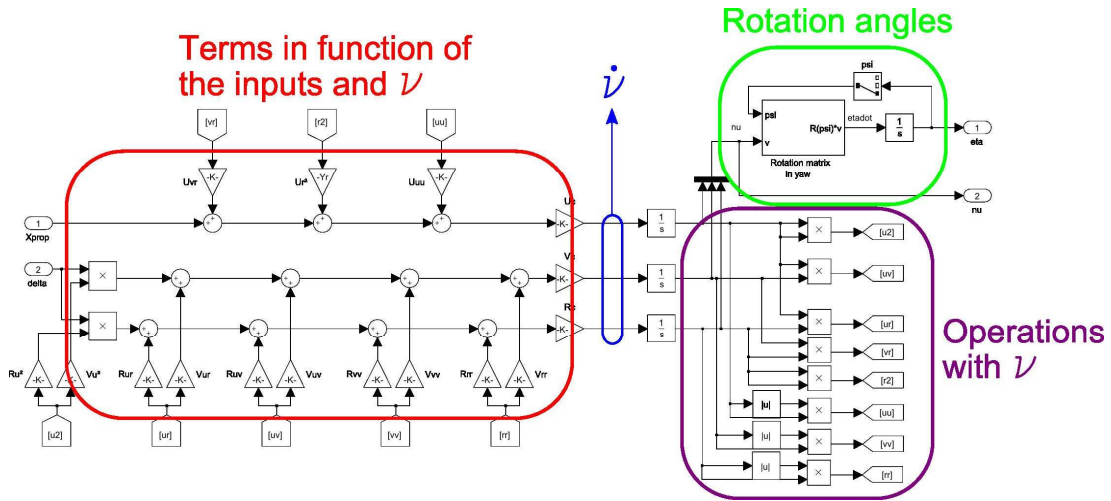 Rotation angles
Terms in function of
the inputs and ν
ν̇
psi
psi
v
R(psi)*v
etadot
nu
Rotation matrix
in yaw
1
s
1
eta
2
nu
[vr]
[r2]
[uu]
Uvr
-K-
Ur²
-Yr
Uuu
-K-
1
Xprop
+
+
+
+
+
+
-K-
1
s
2
delta
×
+
+
+
+
+
+
+
+
-K-
1
s
×
+
+
+
+
+
+
+
+
-K-
1
s
Ru²
-K-
-K-
Vu²
Rur
-K-
-K-
Vur
Ruv
-K-
-K-
Vuv
Rvv
-K-
-K-
Vvv
Rrr
-K-
-K-
Vrr
[u2]
[ur]
[uv]
[vv]
[rr]
×
[u2]
×
[uv]
×
[ur]
×
[vr]
×
[r2]
|u|
×
[uu]
|u|
×
[vv]
|u|
×
[rr]
Operations
with ν